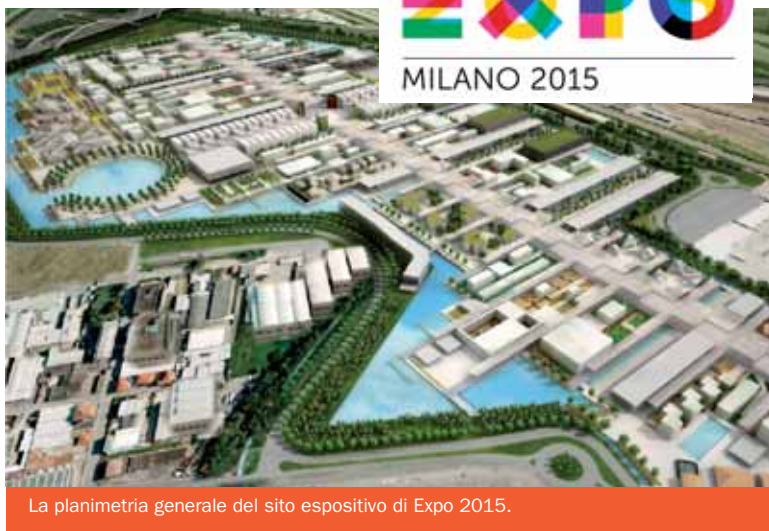 EXPO
MILANO 2015
La planimetria generale del sito espositivo di Expo 2015.